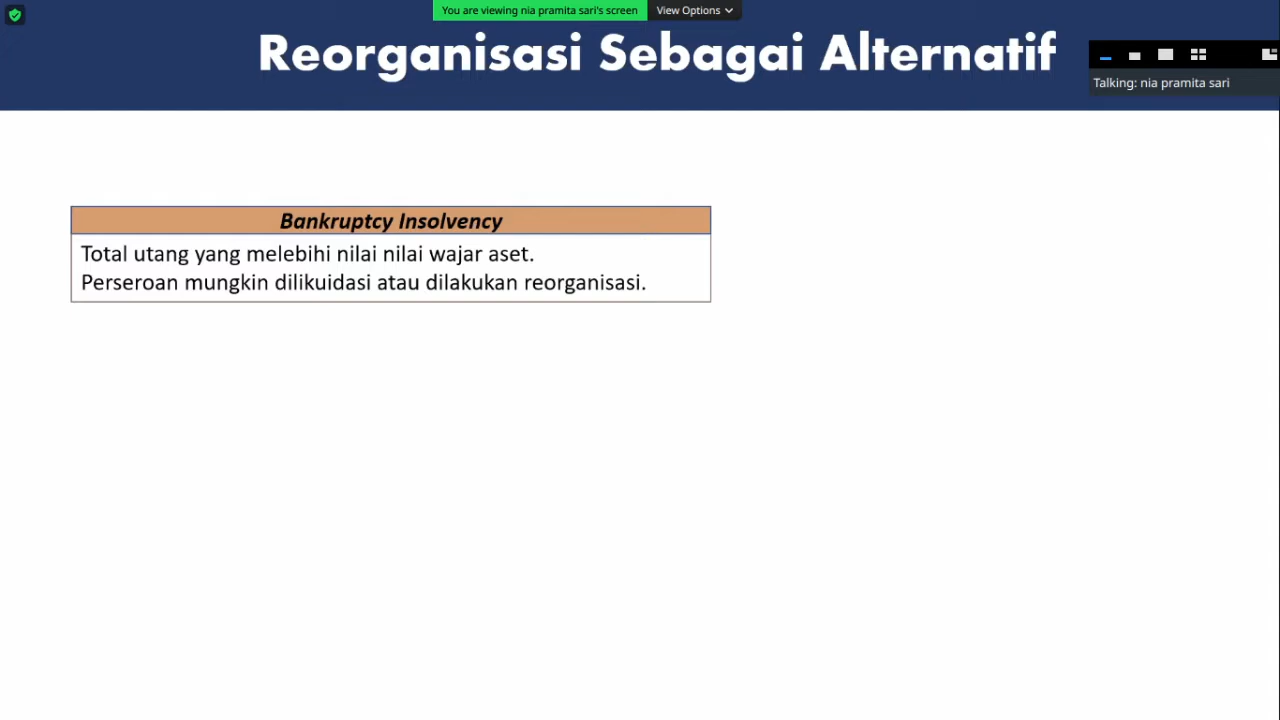 You are viewing nia pramita sari's screen View Options
Reorganisasi Sebagai Alternatif
Talking: nia pramita sari
Bankruptcy Insolvency
Total utang yang melebihi nilai nilai wajar aset.
Perseroan mungkin dilikuidasi atau dilakukan reorganisasi.